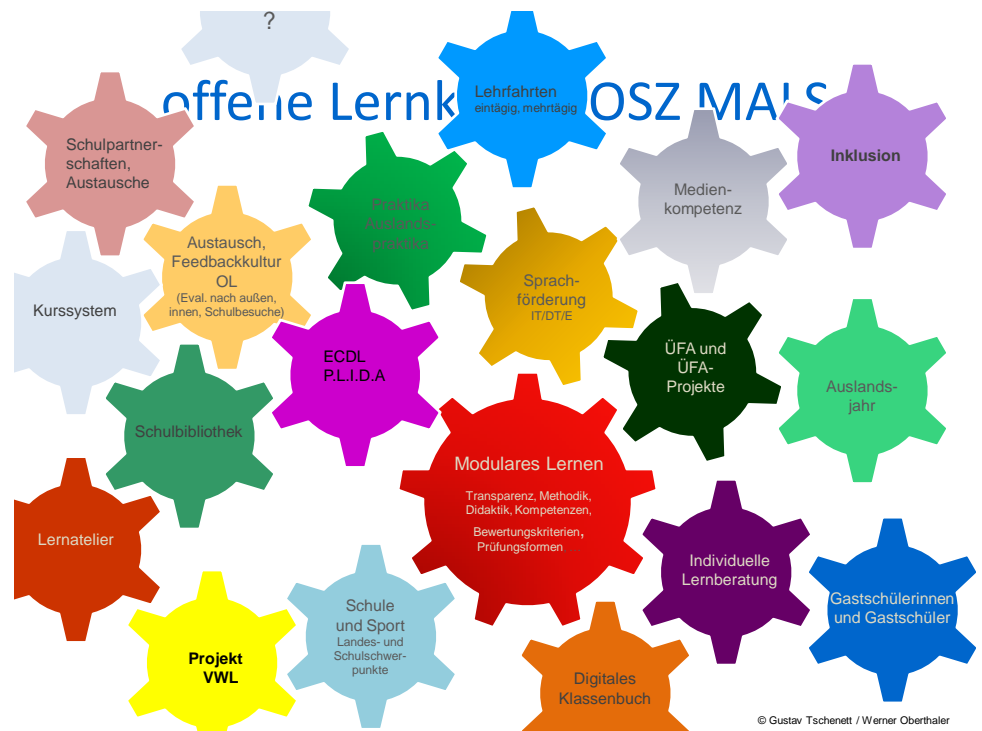 ?
offene Lernk OSZ MALS
Lehrfahrten
eintägig, mehrtägig
Schulpartner-
schaften,
Austausche
Inklusion
Medien-
kompetenz
Praktika
Auslands-
praktika
Austausch,
Feedbackkultur
OL
(Eval. nach außen,
innen, Schulbesuche)
Sprach-
förderung
IT/DT/E
Kurssystem
ECDL
P.L.I.D.A
ÜFA und
ÜFA-
Projekte
Auslands-
jahr
Schulbibliothek
Modulares Lernen
Transparenz, Methodik,
Didaktik, Kompetenzen,
Bewertungskriterien,
Prüfungsformen...
Lernatelier
Individuelle
Lernberatung
Gastschülerinnen
und Gastschüler
Schule
und Sport
Landes- und
Schulschwer-
punkte
Projekt
VWL
Digitales
Klassenbuch
© Gustav Tschenett / Werner Oberthaler